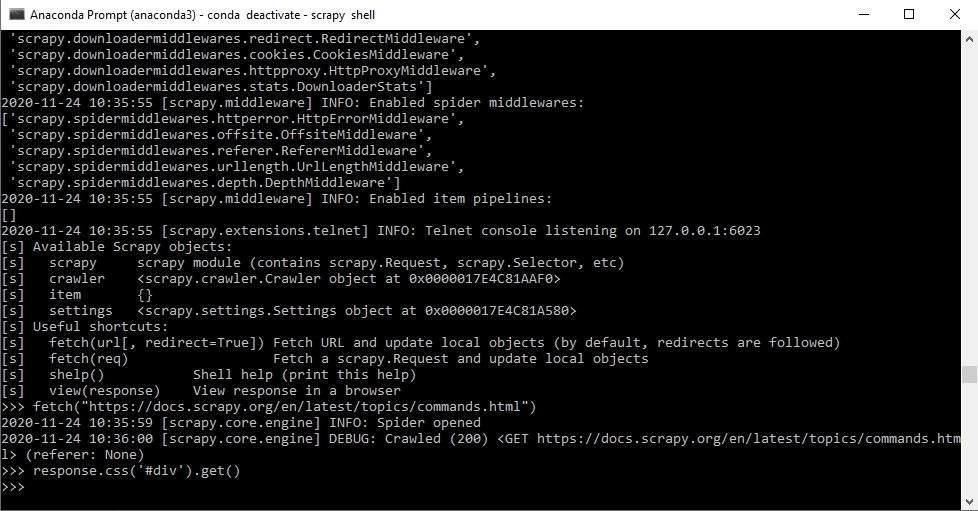 Anaconda Prompt (anaconda3) - conda  deactivate - scrapy  shell
 'scrapy.downloadermiddlewares.redirect.RedirectMiddleware',
 'scrapy.downloadermiddlewares.cookies.CookiesMiddleware',
 'scrapy.downloadermiddlewares.httpproxy.HttpProxyMiddleware',
 'scrapy.downloadermiddlewares.stats.DownloaderStats']
2020-11-24 10:35:55 [scrapy.middleware] INFO: Enabled spider middlewares:
['scrapy.spidermiddlewares.httperror.HttpErrorMiddleware',
 'scrapy.spidermiddlewares.offsite.OffsiteMiddleware',
 'scrapy.spidermiddlewares.referer.RefererMiddleware',
 'scrapy.spidermiddlewares.urllength.UrlLengthMiddleware',
 'scrapy.spidermiddlewares.depth.DepthMiddleware']
2020-11-24 10:35:55 [scrapy.middleware] INFO: Enabled item pipelines:
[]
2020-11-24 10:35:55 [scrapy.extensions.telnet] INFO: Telnet console listening on 127.0.0.1:6023
[s] Available Scrapy objects:
[s]   scrapy     scrapy module (contains scrapy.Request, scrapy.Selector, etc)
[s]   crawler    <scrapy.crawler.Crawler object at 0x0000017E4C81AAF0>
[s]   item       {}
[s]   settings   <scrapy.settings.Settings object at 0x0000017E4C81A580>
[s] Useful shortcuts:
[s]   fetch(url[, redirect=True]) Fetch URL and update local objects (by default, redirects are followed)
[s]   fetch(req)                  Fetch a scrapy.Request and update local objects
[s]   shelp()           Shell help (print this help)
[s]   view(response)    View response in a browser
>>> fetch("https://docs.scrapy.org/en/latest/topics/commands.html")
2020-11-24 10:35:59 [scrapy.core.engine] INFO: Spider opened
2020-11-24 10:36:00 [scrapy.core.engine] DEBUG: Crawled (200) <GET https://docs.scrapy.org/en/latest/topics/commands.htm
l> (referer: None)
>>> response.css('#div').get()
>>>